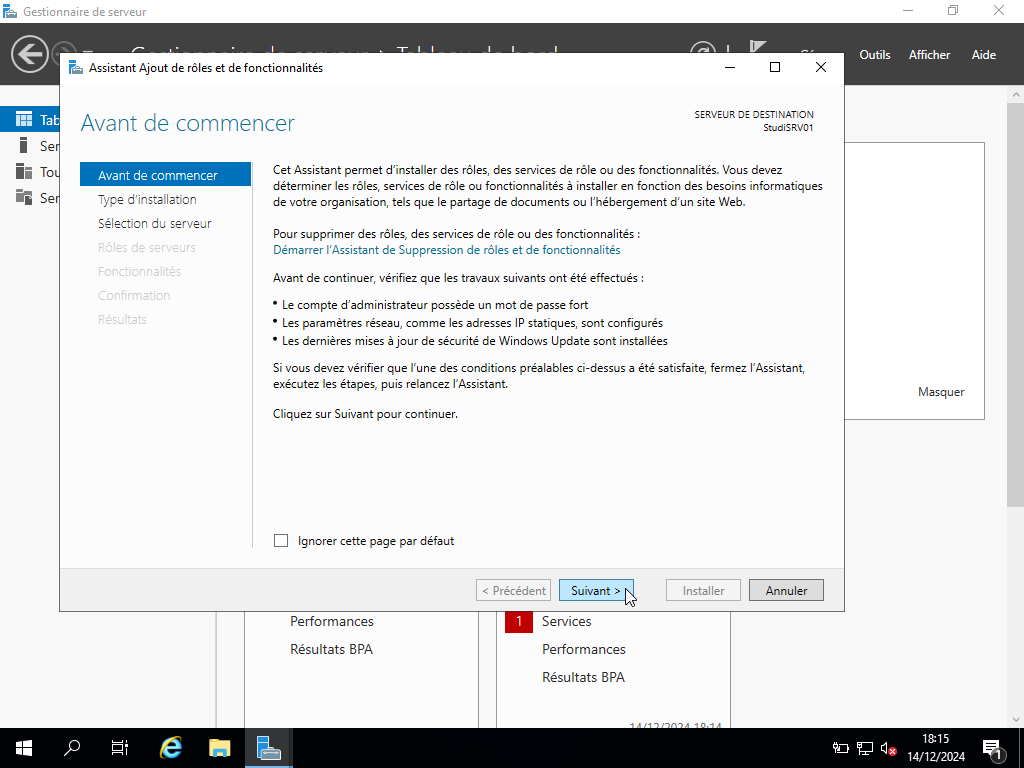 Gestionnaire de serveur
Outils
Afficher
Aide
Assistant Ajout de rôles et de fonctionnalités
Avant de commencer
SERVEUR DE DESTINATION
StudiSRV01
Tab
Ser
Tou
Ser
Avant de commencer
Type d'installation
Sélection du serveur
Rôles de serveurs
Fonctionnalités
Confirmation
Résultats
Cet Assistant permet d'installer des rôles, des services de rôle ou des fonctionnalités. Vous devez
déterminer les rôles, services de rôle ou fonctionnalités à installer en fonction des besoins informatiques
de votre organisation, tels que le partage de documents ou l'hébergement d'un site Web.
Pour supprimer des rôles, des services de rôle ou des fonctionnalités :
Démarrer l'Assistant de Suppression de rôles et de fonctionnalités
Avant de continuer, vérifiez que les travaux suivants ont été effectués :
• Le compte d'administrateur possède un mot de passe fort
• Les paramètres réseau, comme les adresses IP statiques, sont configurés
• Les dernières mises à jour de sécurité de Windows Update sont installées
Si vous devez vérifier que l'une des conditions préalables ci-dessus a été satisfaite, fermez l'Assistant,
exécutez les étapes, puis relancez l'Assistant.
Cliquez sur Suivant pour continuer.
Ignorer cette page par défaut
< Précédent
Suivant >
Installer
Annuler
Masquer
Performances
Résultats BPA
1 Services
Performances
Résultats BPA
14/12/2024 18:14
18:15
14/12/2024
1